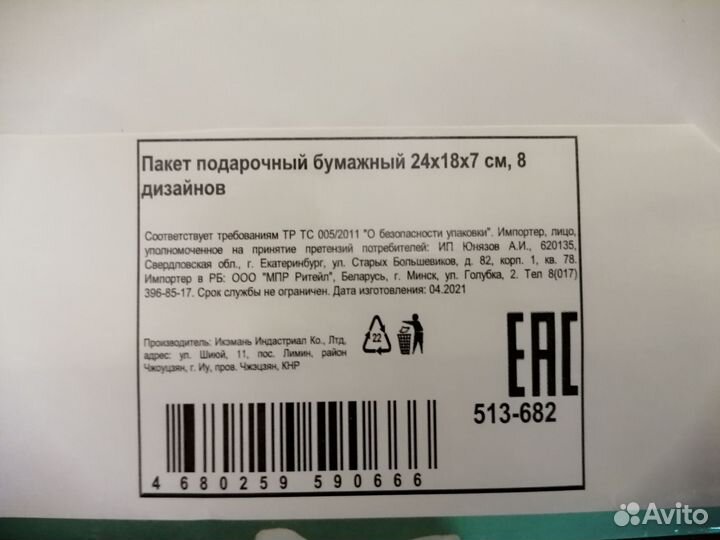 Пакет подарочный бумажный 24х18х7 см, 8
дизайнов
Соответствует требованиям ТР ТС 005/2011 "О безопасности упаковки". Импортер, лицо,
уполномоченное на принятие претензий потребителей: ИП Юнязов А.И., 620135,
Свердловская обл., г. Екатеринбург, ул. Старых Большевиков, д. 82, корп. 1, кв. 78.
Импортер в РБ: ООО "МПР Ритейл", Беларусь, г. Минск, ул. Голубка, 2. Тел 8(017)
396-85-17. Срок службы не ограничен. Дата изготовления: 04.2021
Производитель: Икэмань Индастриал Ко., Лтд,
адрес: ул. Шиюй, 11, пос. Лимин, район
Чжоуцзян, г. Иу, пров. Чжэцзян, КНР
22
EAC
513-682
4 680259 590666
Avito